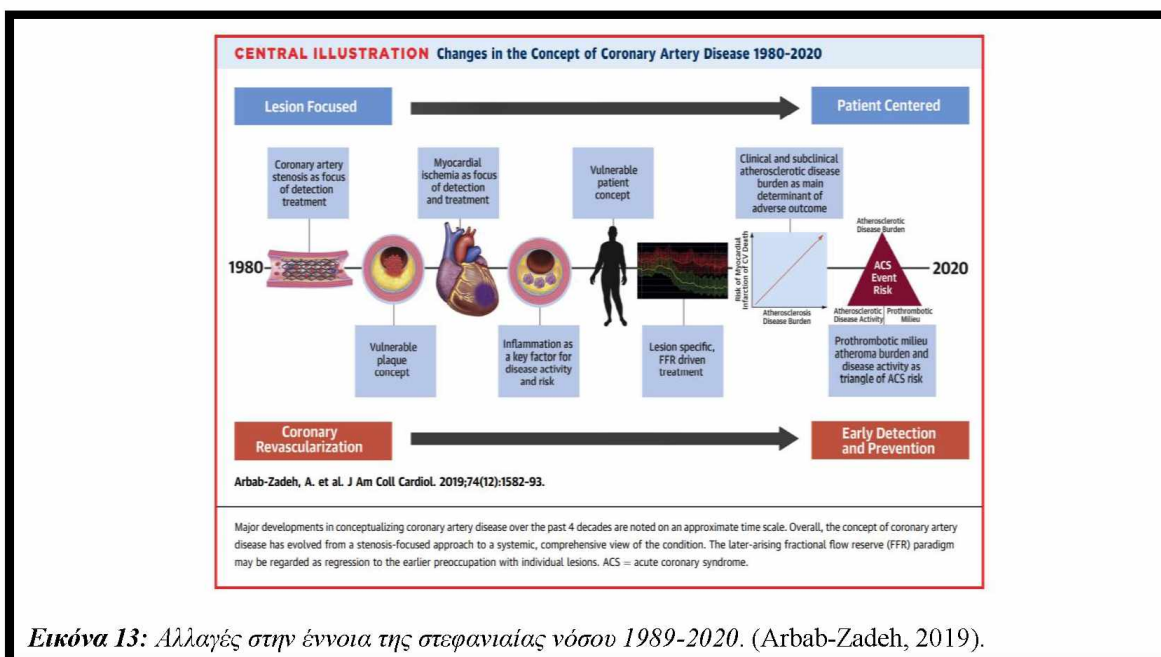 CENTRAL ILLUSTRATION Changes in the Concept of Coronary Artery Disease 1980-2020
Lesion Focused
Patient Centered
Coronary artery
stenosis as focus
of detection
treatment
Myocardial
ischemia as focus
of detection
and treatment
Vulnerable
patient
concept
Clinical and subclinical
atherosclerotic disease
burden as main
determinant of
adverse outcome
1980
Risk of Myocardial
Infarction of CV Death
Atherosclerosis
Disease Burden
Atherosclerotic
Disease Burden
ACS
Event
Risk
Atherosclerotic
Disease Activity
Prothrombotic
Milieu
2020
Vulnerable
plaque
concept
Inflammation as
a key factor for
disease activity
and risk
Lesion specific,
FFR driven
treatment
Prothrombotic milieu
atheroma burden and
disease activity as
triangle of ACS risk
Coronary
Revascularization
Early Detection
and Prevention
Arbab-Zadeh, A. et al. J Am Coll Cardiol. 2019;74(12):1582-93.
Major developments in conceptualizing coronary artery disease over the past 4 decades are noted on an approximate time scale. Overall, the concept of coronary artery
disease has evolved from a stenosis-focused approach to a systemic, comprehensive view of the condition. The later-arising fractional flow reserve (FFR) paradigm
may be regarded as regression to the earlier preoccupation with individual lesions. ACS = acute coronary syndrome.
Εικόνα 13: Αλλαγές στην έννοια της στεφανιαίας νόσου 1989-2020. (Arbab-Zadeh, 2019).